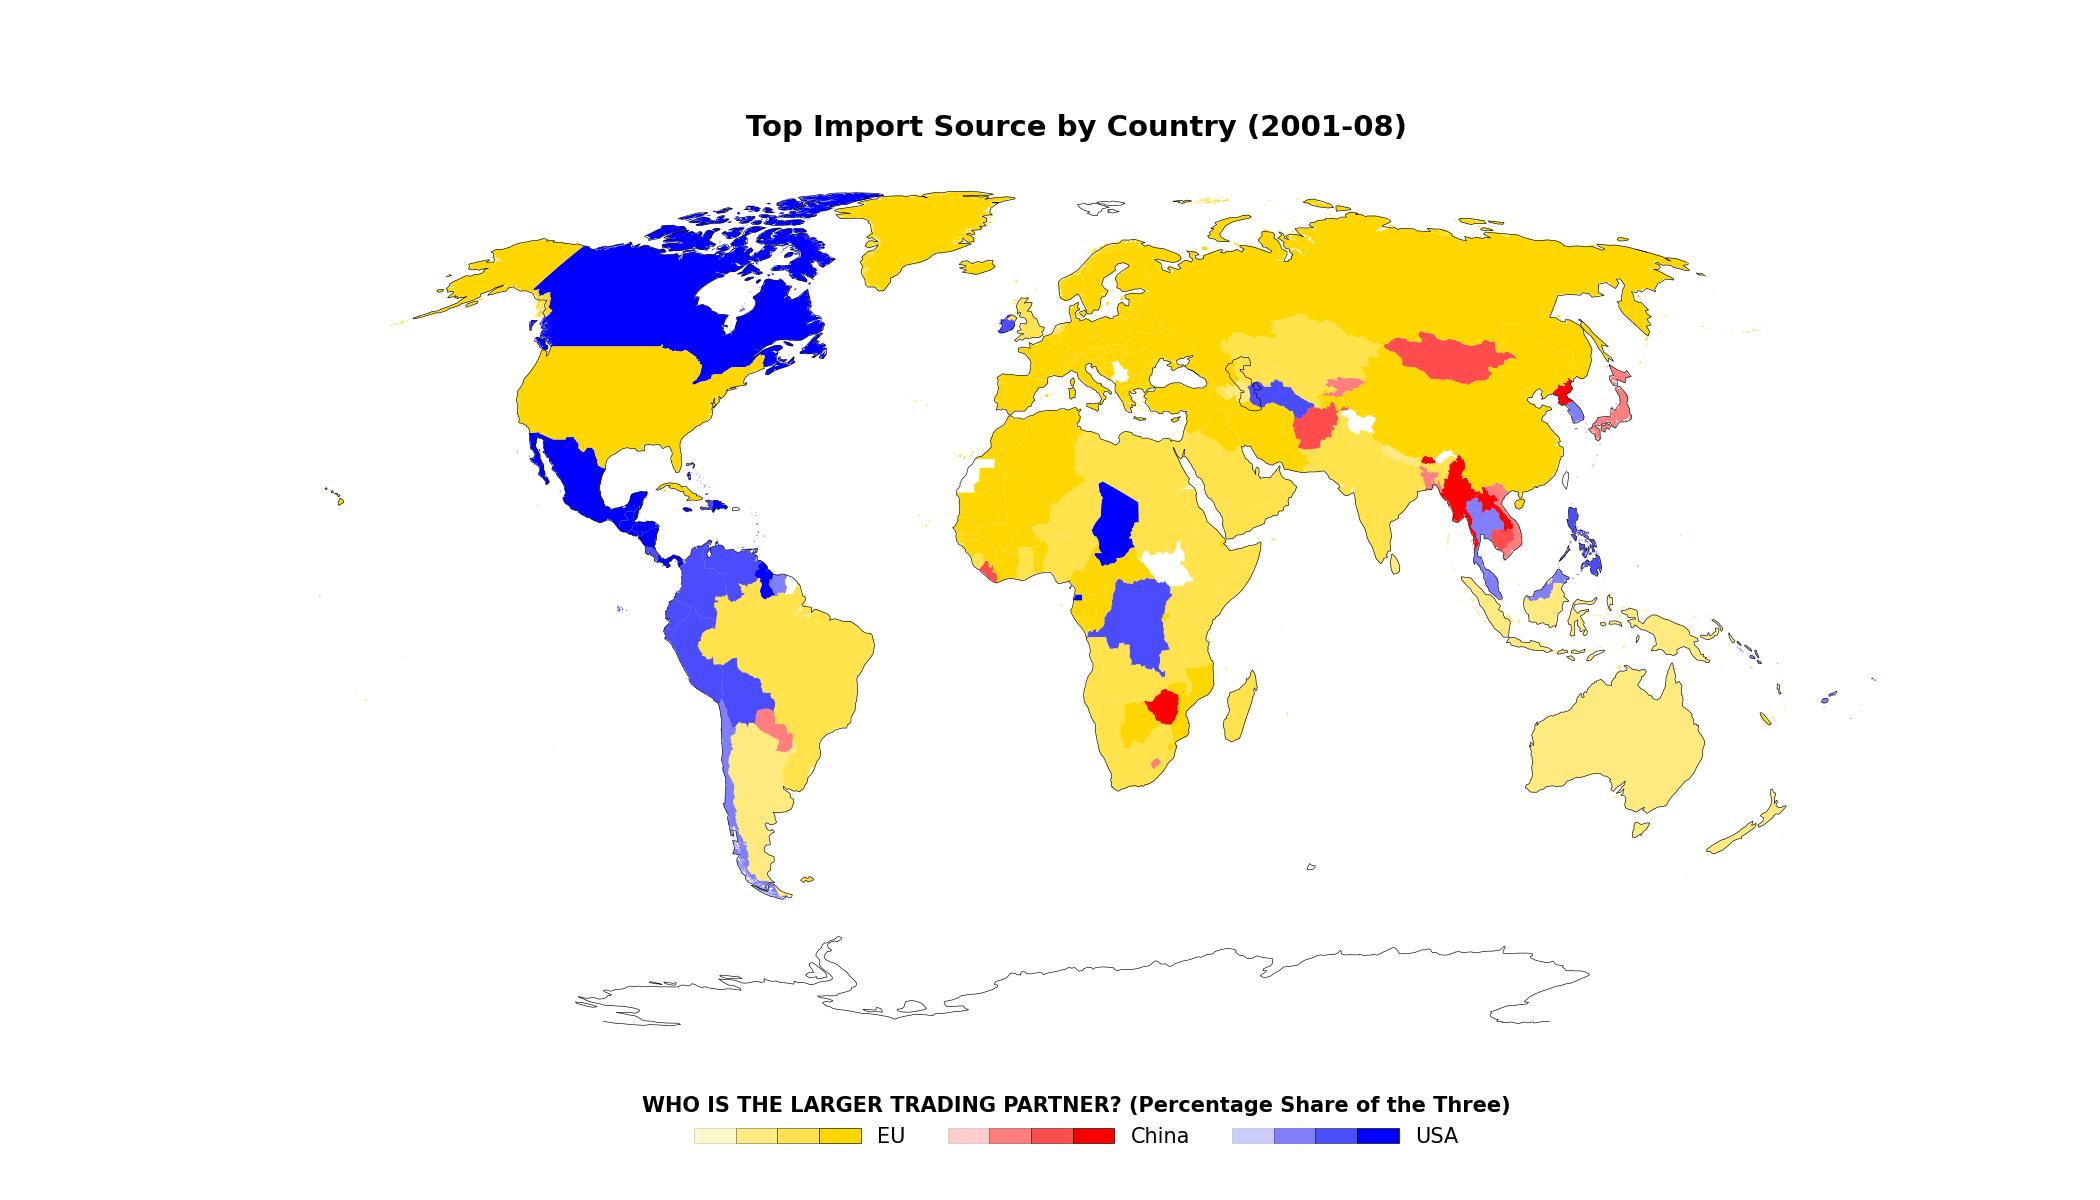 Top Import Source by Country (2001-08)
WHO IS THE LARGER TRADING PARTNER? (Percentage Share of the Three)
EU China USA